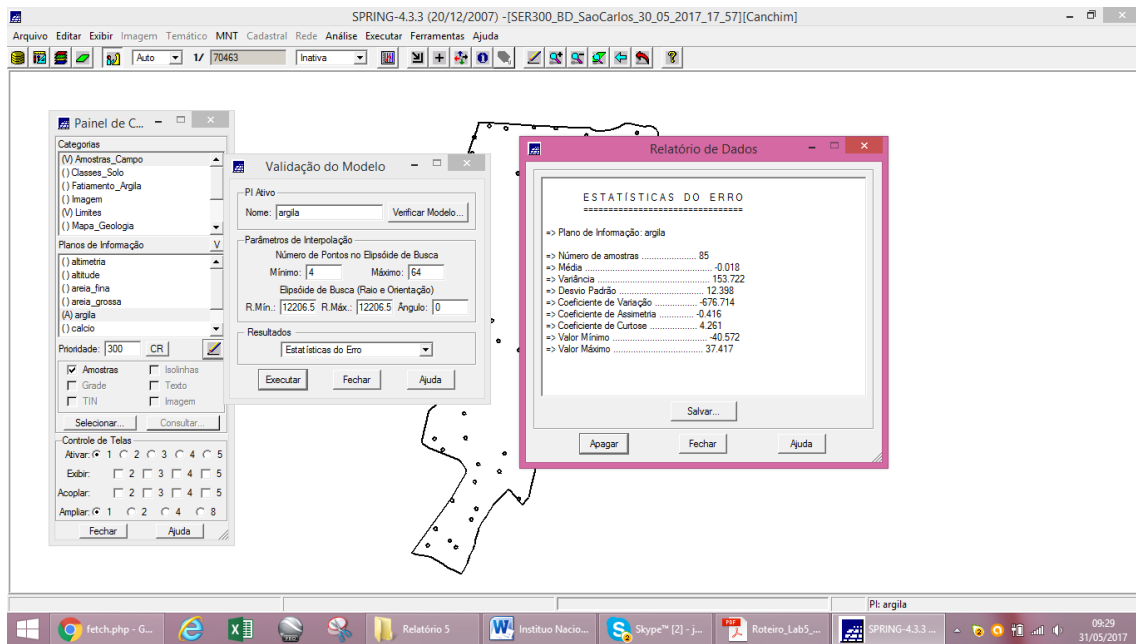 SPRING-4.3.3 (20/12/2007) -[SER300_BD_SaoCarlos_30_05_2017_17_57][Canchim]
Arquivo Editar Exibir Imagem Temático MNT Cadastral Rede Análise Executar Ferramentas Ajuda
Auto 1/ 70463 Inativa
Painel de C...
Categorias
(V) Amostras_Campo
() Classes_Solo
() Fatiamento_Argila
() Imagem
(V) Limites
() Mapa_Geologia
Planos de Informação V
() altimetria
() altitude
() areia_fina
() areia_grossa
(A) argila
() calcio
Prioridade: 300 CR
Amostras Isolinhas
Grade Texto
TIN Imagem
Selecionar... Consultar...
Controle de Telas
Ativar: 1 2 3 4 5
Exibir: 2 3 4 5
Acoplar: 2 3 4 5
Ampliar: 1 2 4 8
Fechar Ajuda
Validação do Modelo
PI Ativo
Nome: argila Verificar Modelo...
Parâmetros de Interpolação
Número de Pontos no Elipsóide de Busca
Mínimo: 4 Máximo: 64
Elipsóide de Busca (Raio e Orientação)
R.Mín.: 12206.5 R.Máx.: 12206.5 Ângulo: 0
Resultados
Estatísticas do Erro
Executar Fechar Ajuda
Relatório de Dados
ESTATÍSTICAS DO ERRO
================================
=> Plano de Informação: argila
=> Número de amostras ...................... 85
=> Média ................................................... -0.018
=> Variância ............................................. 153.722
=> Desvio Padrão .................................... 12.398
=> Coeficiente de Variação ................. -676.714
=> Coeficiente de Assimetria .............. -0.416
=> Coeficiente de Curtose ................... 4.261
=> Valor Mínimo ...................................... -40.572
=> Valor Máximo .................................... 37.417
Salvar...
Apagar Fechar Ajuda
PI: argila
fetch.php - G...
Relatório 5
Instituo Nacio...
Skype™ [2] - j...
Roteiro_Lab5_...
SPRING-4.3.3 ...
09:29
31/05/2017